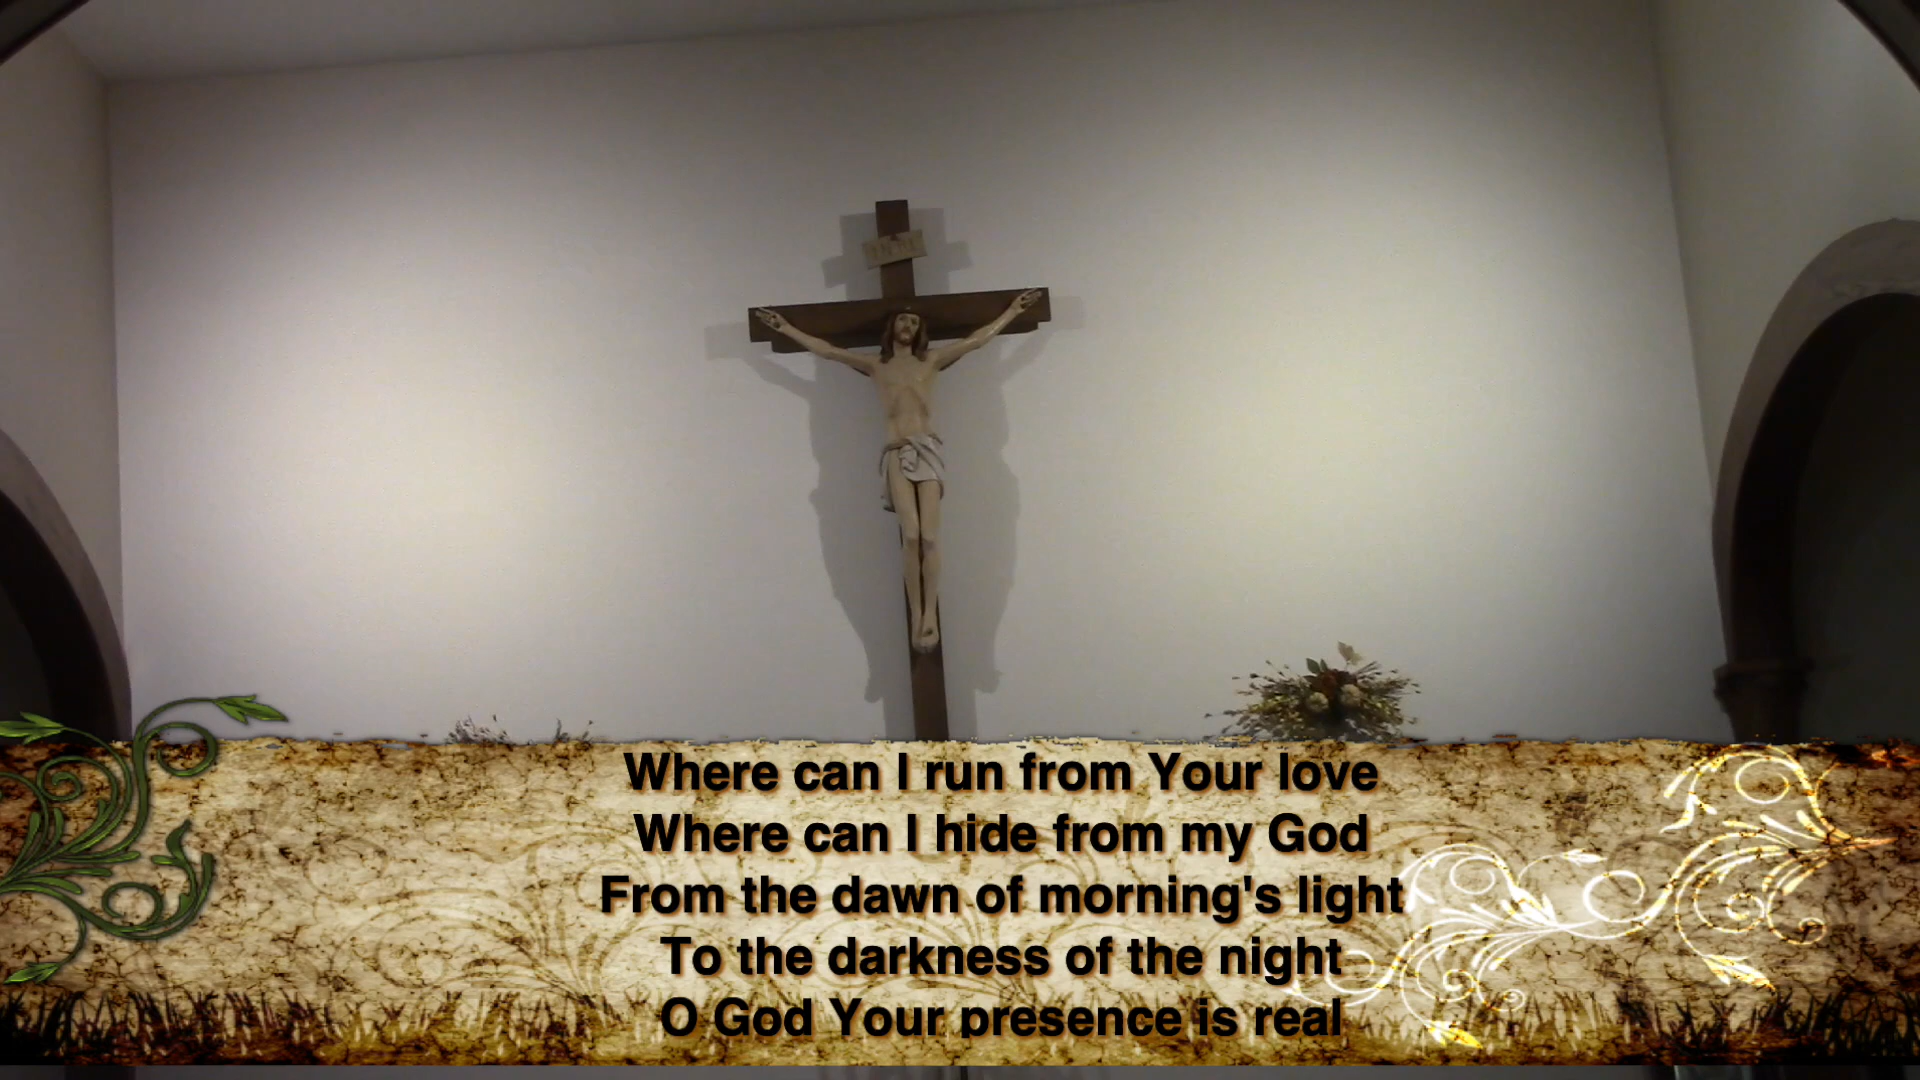 Where can I run from Your love
Where can I hide from my God
From the dawn of morning's light
To the darkness of the night
O God Your presence is real